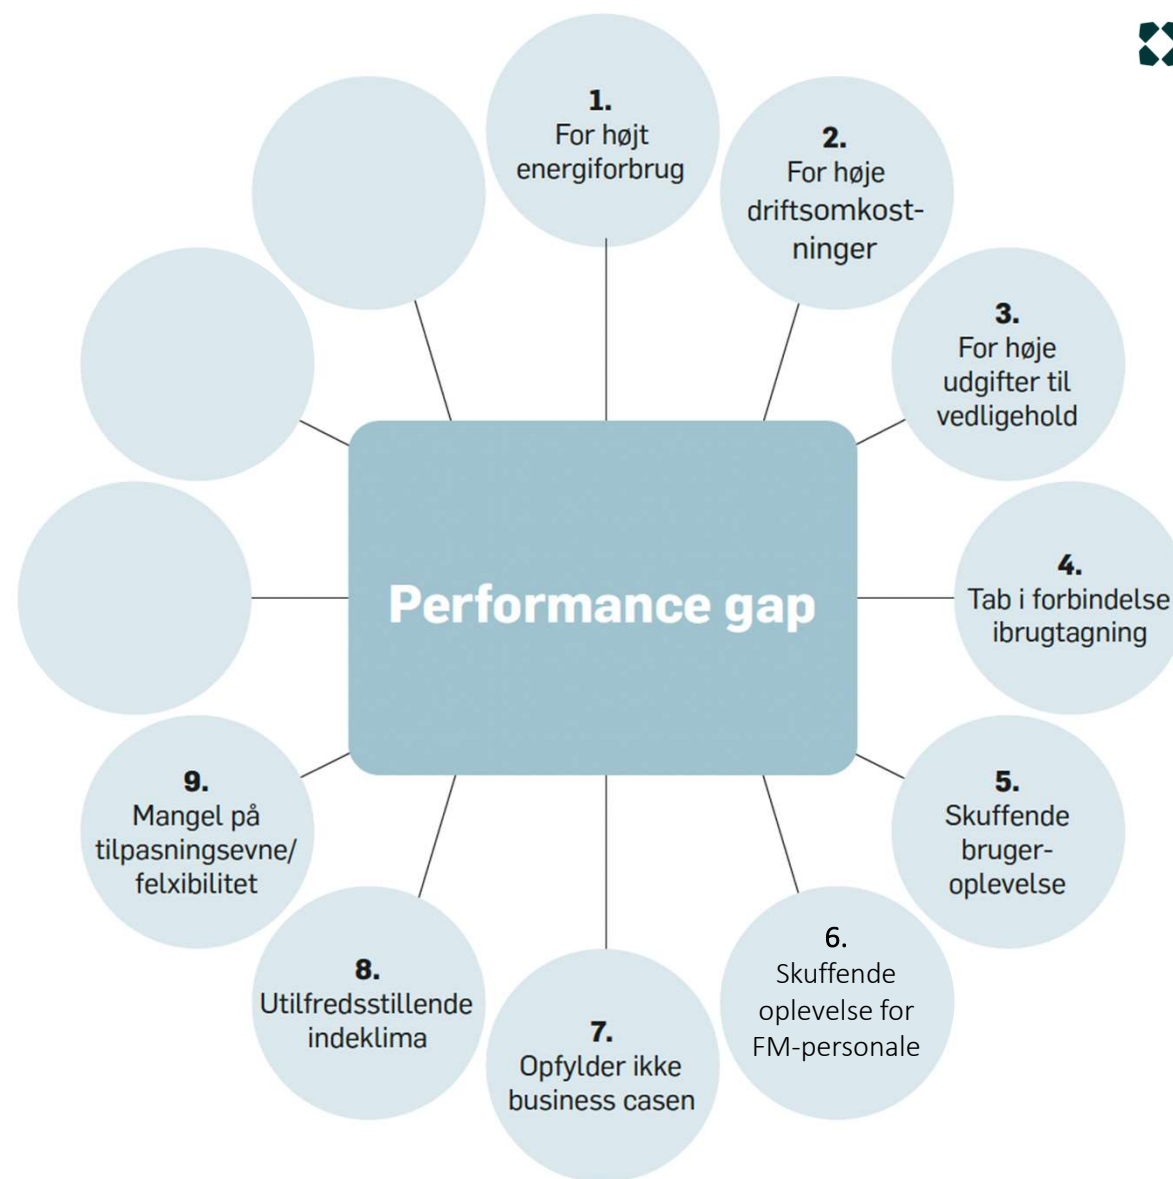 1.
For højt
energiforbrug
2.
For høje
driftsomkost-
ninger
3.
For høje
udgifter til
vedligehold
4.
Tab i forbindelse
ibrugtagning
5.
Skuffende
bruger-
oplevelse
6.
Skuffende
oplevelse for
FM-personale
7.
Opfylder ikke
business casen
8.
Utilfredsstillende
indeklima
9.
Mangel på
tilpasningsevne/
felxibilitet
Performance gap